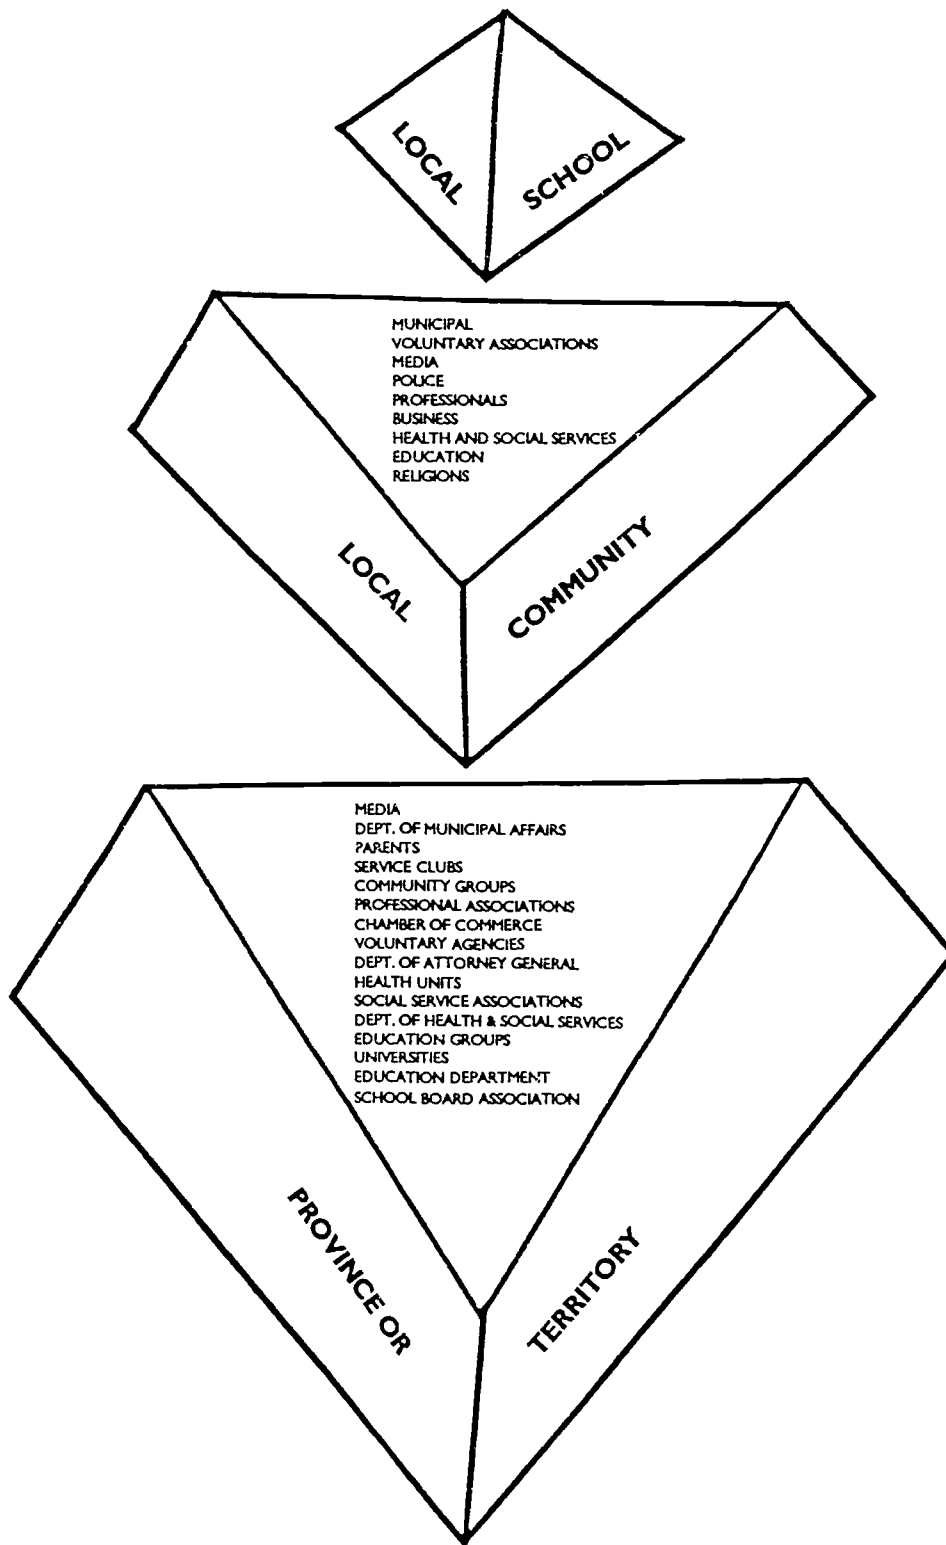 LOCAL
SCHOOL
MUNICIPAL
VOLUNTARY ASSOCIATIONS
MEDIA
POLICE
PROFESSIONALS
BUSINESS
HEALTH AND SOCIAL SERVICES
EDUCATION
RELIGIONS
LOCAL
COMMUNITY
MEDIA
DEPT. OF MUNICIPAL AFFAIRS
PARENTS
SERVICE CLUBS
COMMUNITY GROUPS
PROFESSIONAL ASSOCIATIONS
CHAMBER OF COMMERCE
VOLUNTARY AGENCIES
DEPT. OF ATTORNEY GENERAL
HEALTH UNITS
SOCIAL SERVICE ASSOCIATIONS
DEPT. OF HEALTH & SOCIAL SERVICES
EDUCATION GROUPS
UNIVERSITIES
EDUCATION DEPARTMENT
SCHOOL BOARD ASSOCIATION
PROVINCE OR
TERRITORY